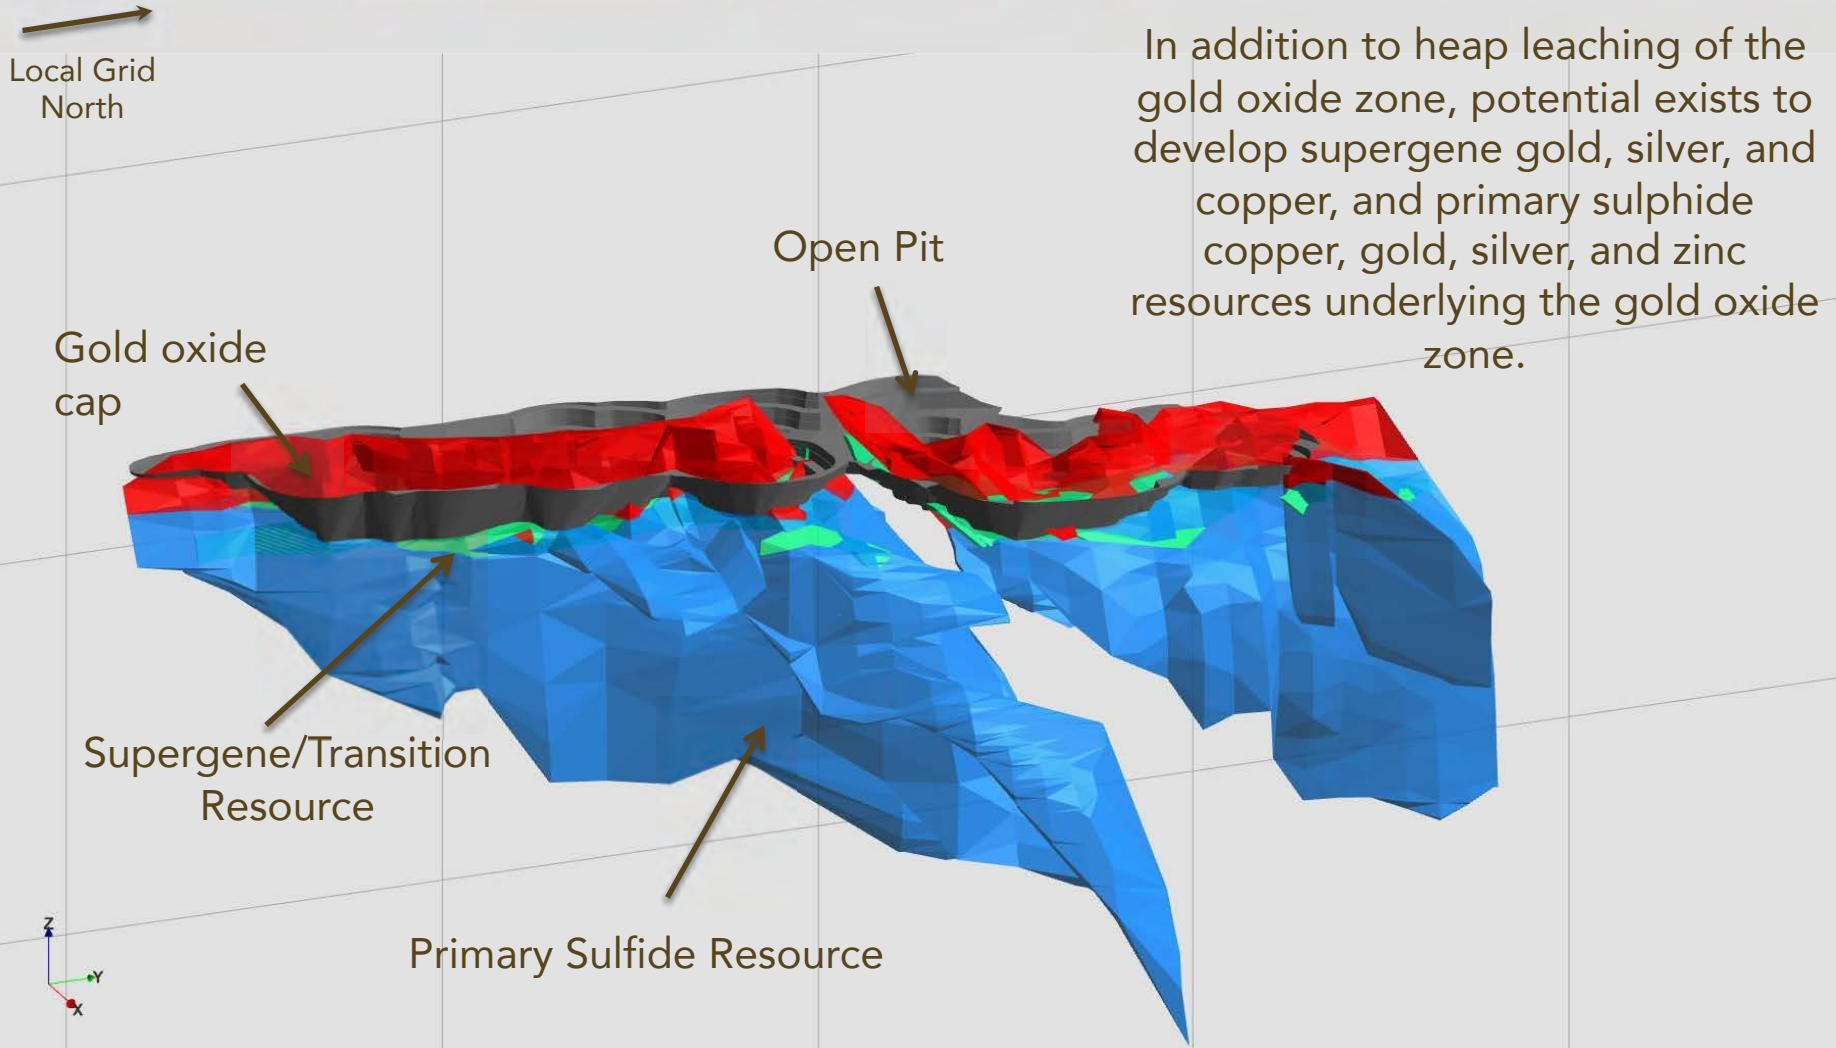 Local Grid
North
In addition to heap leaching of the
gold oxide zone, potential exists to
develop supergene gold, silver, and
copper, and primary sulphide
copper, gold, silver, and zinc
resources underlying the gold oxide
zone.
Open Pit
Gold oxide
cap
Supergene/Transition
Resource
Primary Sulfide Resource
Z
Y
X